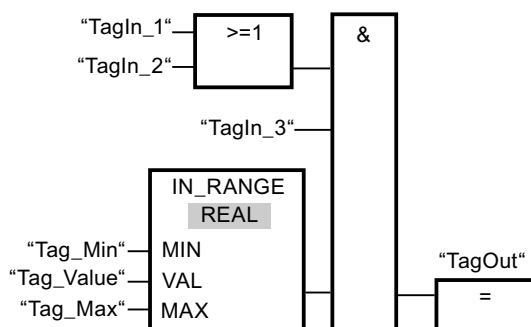 “TagIn_1“ >=1 &
“TagIn_2“
“TagIn_3“
IN_RANGE
REAL
“Tag_Min“ MIN
“TagOut“
“Tag_Value“ VAL
“Tag_Max“ MAX
=